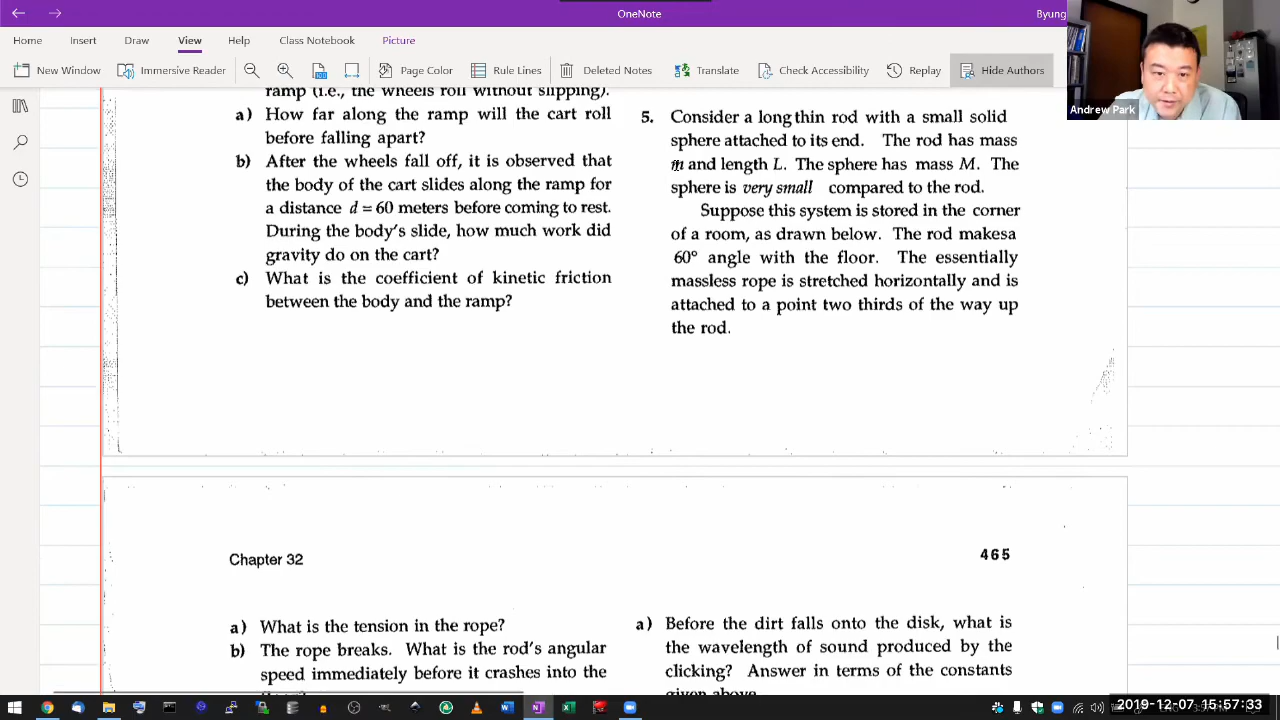 OneNote
Byung
Home
Insert
Draw
View
Help
Class Notebook
Picture
New Window
Immersive Reader
Page Color
Rule Lines
Deleted Notes
Translate
Check Accessibility
Replay
Hide Authors
Andrew Park
ramp (i.e., the wheels roll without slipping).
a) How far along the ramp will the cart roll
before falling apart?
b) After the wheels fall off, it is observed that
the body of the cart slides along the ramp for
a distance d = 60 meters before coming to rest.
During the body's slide, how much work did
gravity do on the cart?
c) What is the coefficient of kinetic friction
between the body and the ramp?
5. Consider a long thin rod with a small solid
sphere attached to its end. The rod has mass
m and length L. The sphere has mass M. The
sphere is very small compared to the rod.
Suppose this system is stored in the corner
of a room, as drawn below. The rod makesa
60° angle with the floor. The essentially
massless rope is stretched horizontally and is
attached to a point two thirds of the way up
the rod.
Chapter 32
465
a) What is the tension in the rope?
b) The rope breaks. What is the rod's angular
speed immediately before it crashes into the
a) Before the dirt falls onto the disk, what is
the wavelength of sound produced by the
clicking? Answer in terms of the constants
given above.
2019-12-07 15:57:33